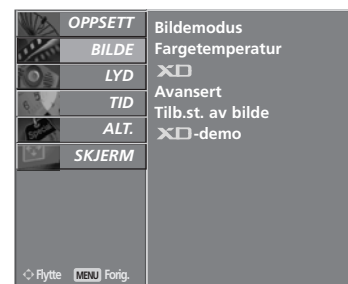 OPPSETT
BILDE
LYD
TID
ALT.
SKJERM
Flytte MENU Forig.
Bildemodus
Fargetemperatur
XD
Avansert
Tilb.st. av bilde
XD-demo